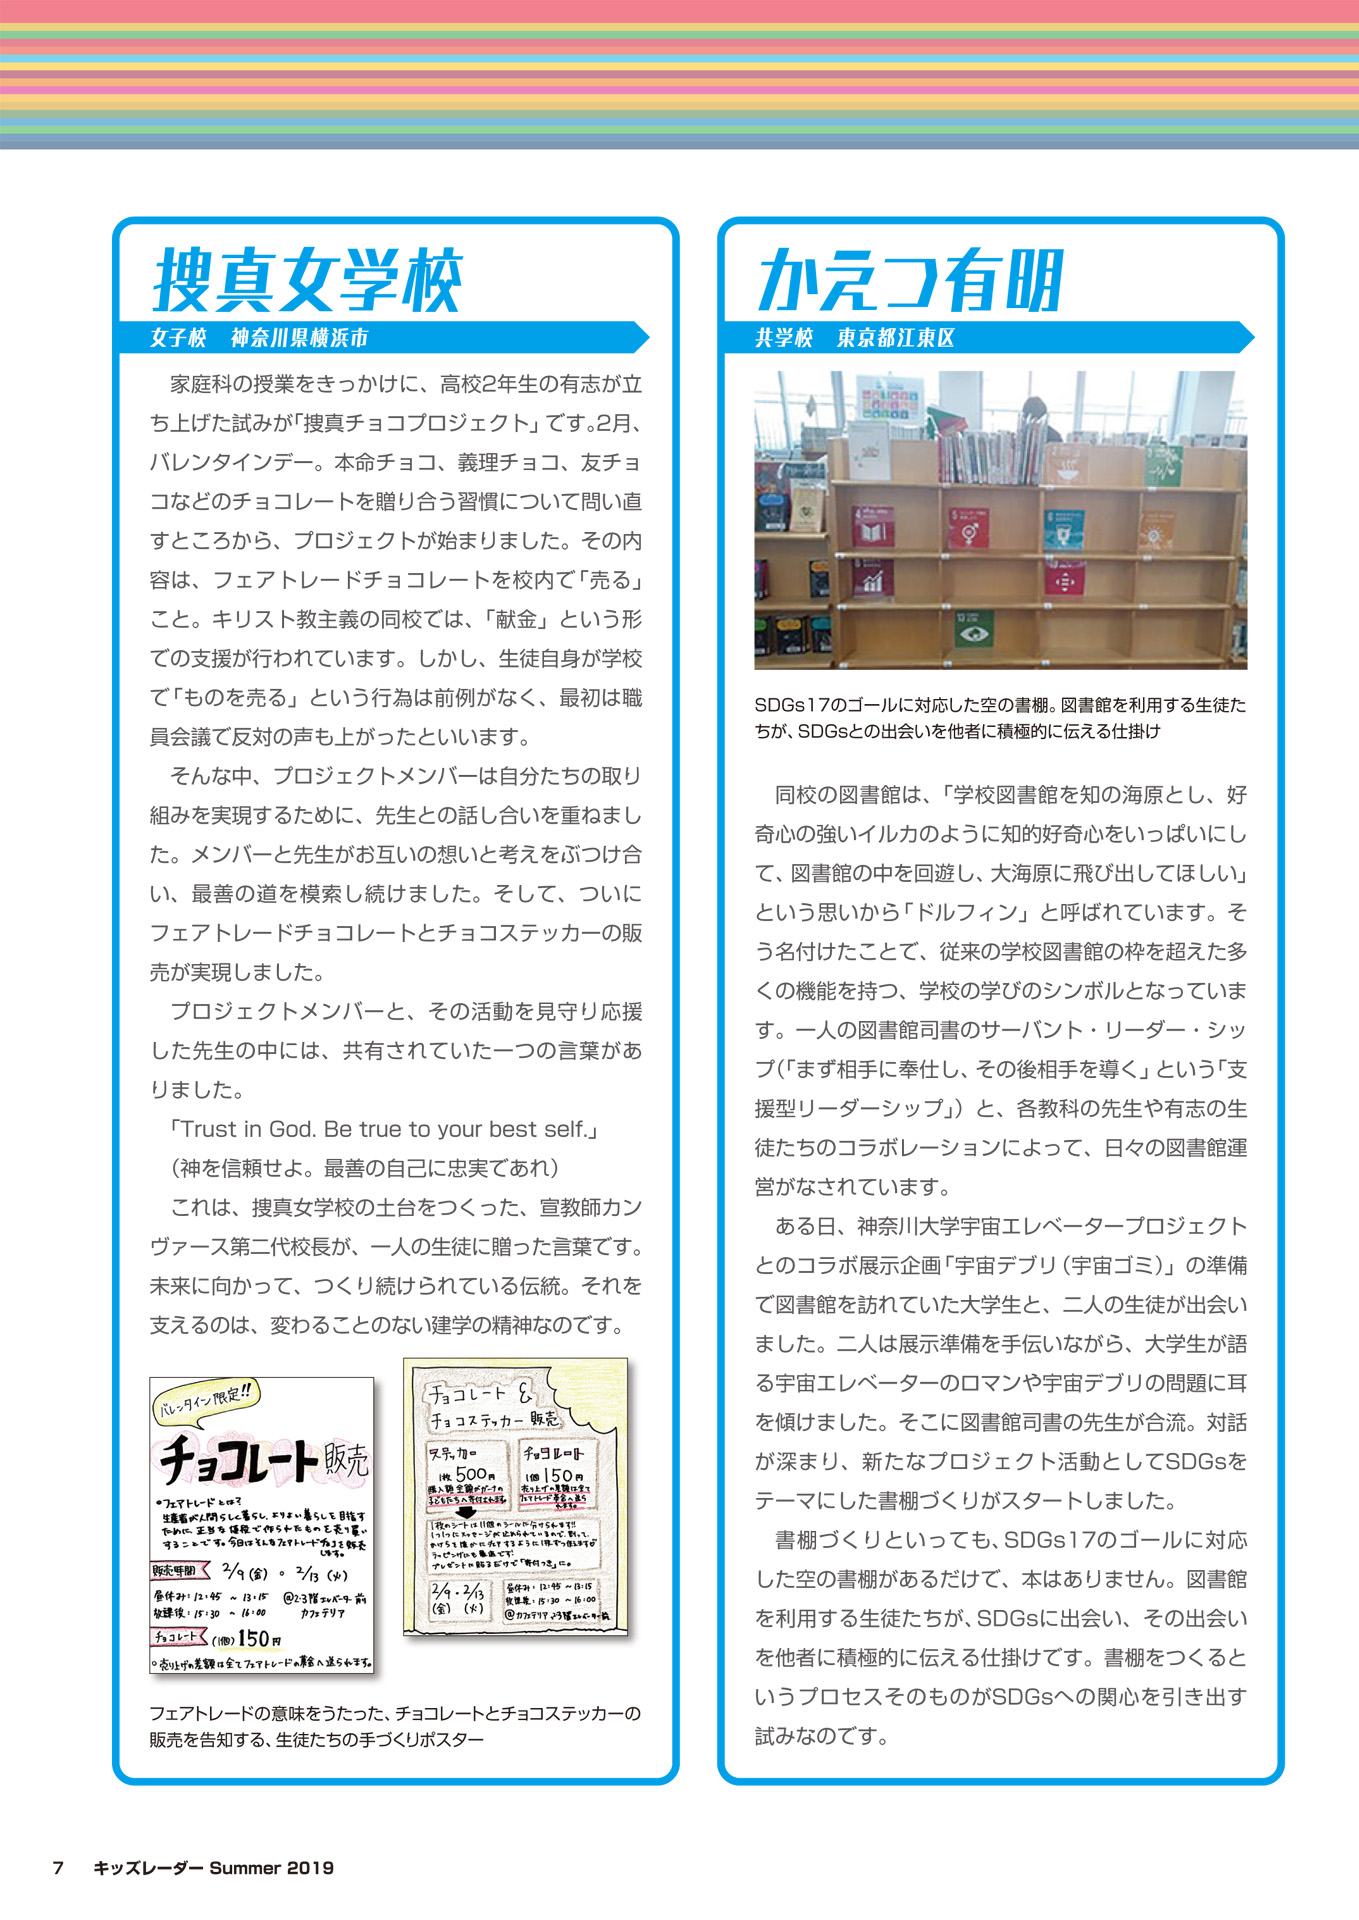 捜真女学校
女子校　神奈川県横浜市
　家庭科の授業をきっかけに、高校2年生の有志が立
ち上げた試みが「捜真チョコプロジェクト」です。2月、
バレンタインデー。本命チョコ、義理チョコ、友チョ
コなどのチョコレートを贈り合う習慣について問い直
すところから、プロジェクトが始まりました。その内
容は、フェアトレードチョコレートを校内で「売る」
こと。キリスト教主義の同校では、「献金」という形
での支援が行われています。しかし、生徒自身が学校
で「ものを売る」という行為は前例がなく、最初は職
員会議で反対の声も上がったといいます。
　そんな中、プロジェクトメンバーは自分たちの取り
組みを実現するために、先生との話し合いを重ねまし
た。メンバーと先生がお互いの想いと考えをぶつけ合
い、最善の道を模索し続けました。そして、ついに
フェアトレードチョコレートとチョコステッカーの販
売が実現しました。
　プロジェクトメンバーと、その活動を見守り応援
した先生の中には、共有されていた一つの言葉があ
りました。
　「Trust in God. Be true to your best self.」
　（神を信頼せよ。最善の自己に忠実であれ）
　これは、捜真女学校の土台をつくった、宣教師カン
ヴァース第二代校長が、一人の生徒に贈った言葉です。
未来に向かって、つくり続けられている伝統。それを
支えるのは、変わることのない建学の精神なのです。
バレンタイン限定!!
チョコレート販売
•フェアトレードとは?
生産者が人間らしく暮らし、よりよい暮らしを目指す
ために、正当な値段で作られたものを売り買い
することです。今回はそんなフェアトレードチョコを販売
します。
販売時間 2/9(金) 。 2/13(火)
昼休み:12:45 ~ 13:15 @2・3階エレベーター前
放課後:15:30 ~ 16:00 カフェテリア
チョコレート (1個)150円
○売り上げの差額は全てフェアトレードの募金へ送られます。
チョコレート &
チョコステッカー 販売
ステッカー チョコレート
1枚 500円 1個 150円
購入額全額がガーナの
子どもたちへ寄付されます。
売り上げの差額は全て
フェアトレード募金へ送られます。
1枚のシートは11個のシールに分けられます!!
2/9・2/13
(金) (火)
昼休み:12:45 ~13:15
放課後:15:30 ~ 16:00
@カフェテリア 2・3階エレベーター前
フェアトレードの意味をうたった、チョコレートとチョコステッカーの
販売を告知する、生徒たちの手づくりポスター
かえつ有明
共学校　東京都江東区
SDGs17のゴールに対応した空の書棚。図書館を利用する生徒た
ちが、SDGsとの出会いを他者に積極的に伝える仕掛け
　同校の図書館は、「学校図書館を知の海原とし、好
奇心の強いイルカのように知的好奇心をいっぱいにし
て、図書館の中を回遊し、大海原に飛び出してほしい」
という思いから「ドルフィン」と呼ばれています。そ
う名付けたことで、従来の学校図書館の枠を超えた多
くの機能を持つ、学校の学びのシンボルとなっていま
す。一人の図書館司書のサーバント・リーダー・シッ
プ（「まず相手に奉仕し、その後相手を導く」という「支
援型リーダーシップ」）と、各教科の先生や有志の生
徒たちのコラボレーションによって、日々の図書館運
営がなされています。
　ある日、神奈川大学宇宙エレベータープロジェクト
とのコラボ展示企画「宇宙デブリ（宇宙ゴミ）」の準備
で図書館を訪れていた大学生と、二人の生徒が出会い
ました。二人は展示準備を手伝いながら、大学生が語
る宇宙エレベーターのロマンや宇宙デブリの問題に耳
を傾けました。そこに図書館司書の先生が合流。対話
が深まり、新たなプロジェクト活動としてSDGsを
テーマにした書棚づくりがスタートしました。
　書棚づくりといっても、SDGs17のゴールに対応
した空の書棚があるだけで、本はありません。図書館
を利用する生徒たちが、SDGsに出会い、その出会い
を他者に積極的に伝える仕掛けです。書棚をつくると
いうプロセスそのものがSDGsへの関心を引き出す
試みなのです。
7　キッズレーダー Summer 2019